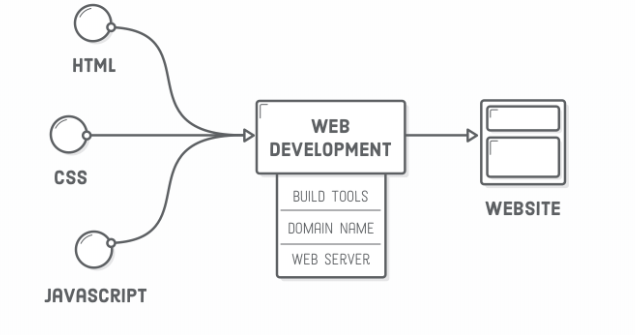 HTML
CSS
JAVASCRIPT
WEB
DEVELOPMENT
BUILD TOOLS
DOMAIN NAME
WEB SERVER
WEBSITE